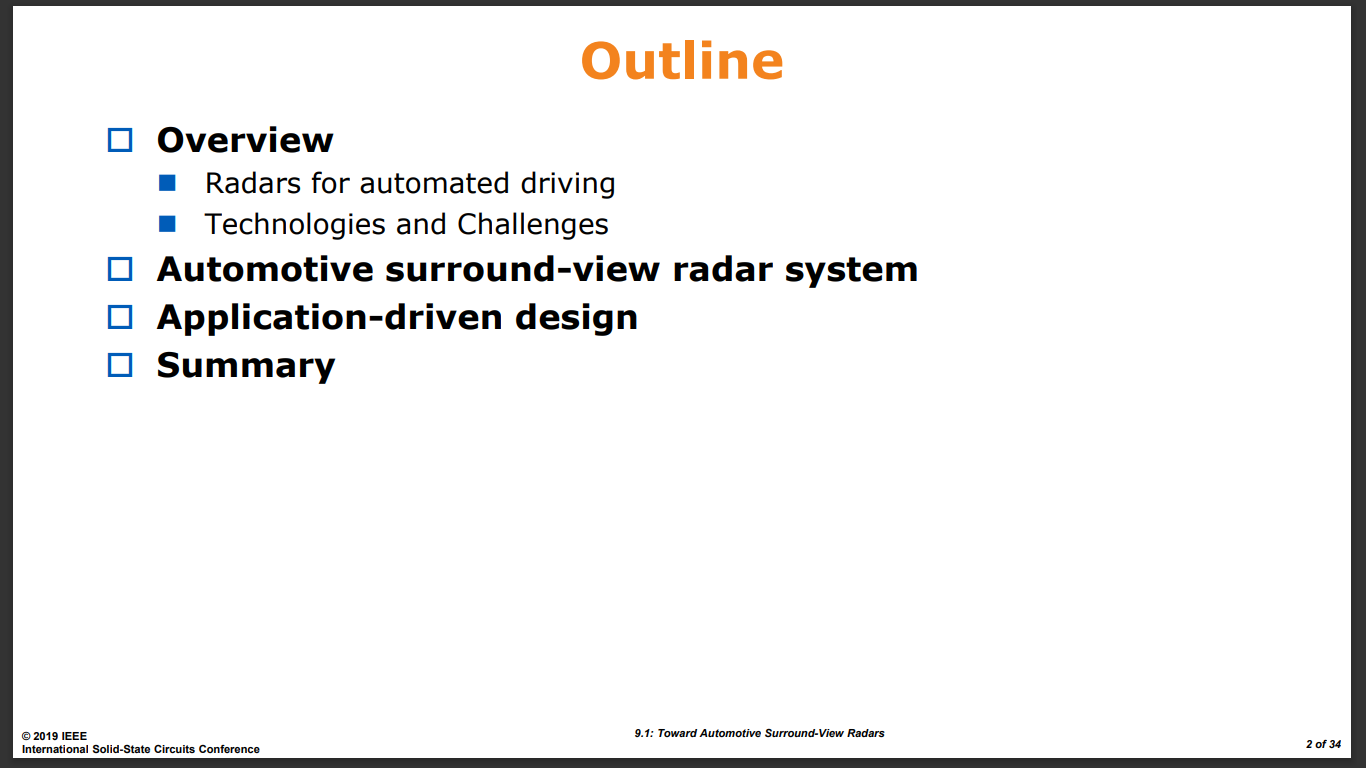 Outline
Overview
Radars for automated driving
Technologies and Challenges
Automotive surround-view radar system
Application-driven design
Summary
© 2019 IEEE
International Solid-State Circuits Conference
9.1: Toward Automotive Surround-View Radars
2 of 34